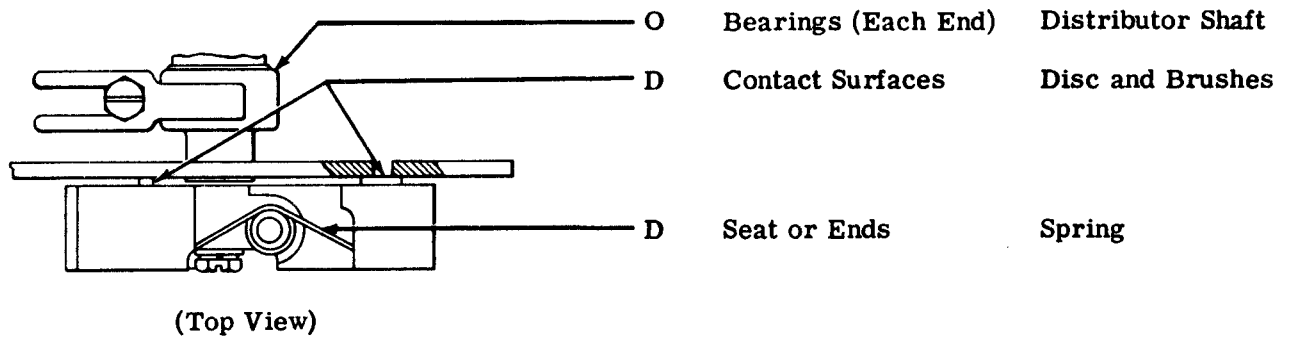 O Bearings (Each End) Distributor Shaft
D Contact Surfaces Disc and Brushes
D Seat or Ends Spring
(Top View)